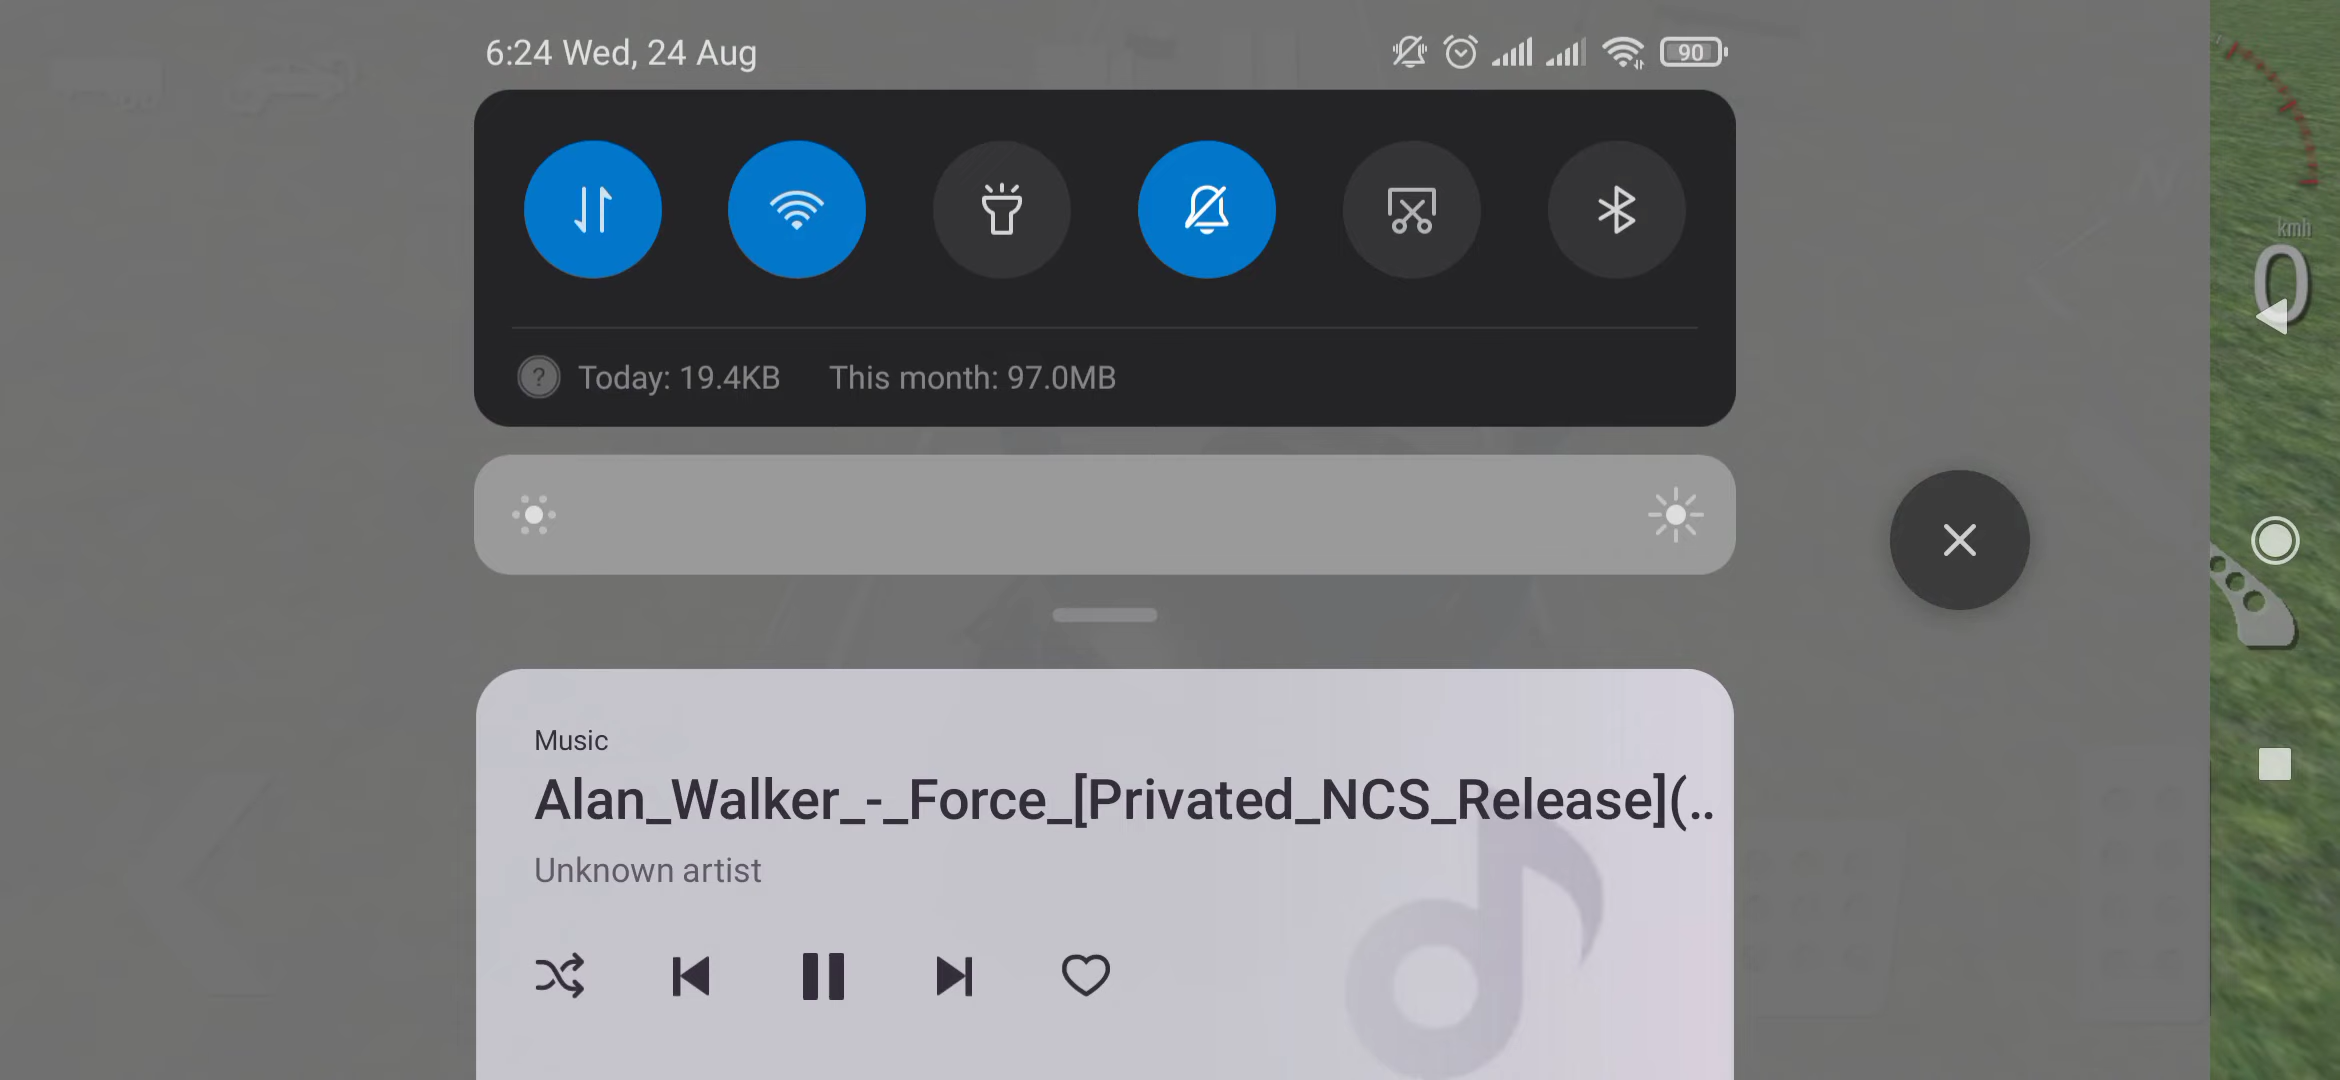 6:24 Wed, 24 Aug
90
kmh
0
? Today: 19.4KB This month: 97.0MB
Music
Alan_Walker_-_Force_[Privated_NCS_Release](..
Unknown artist